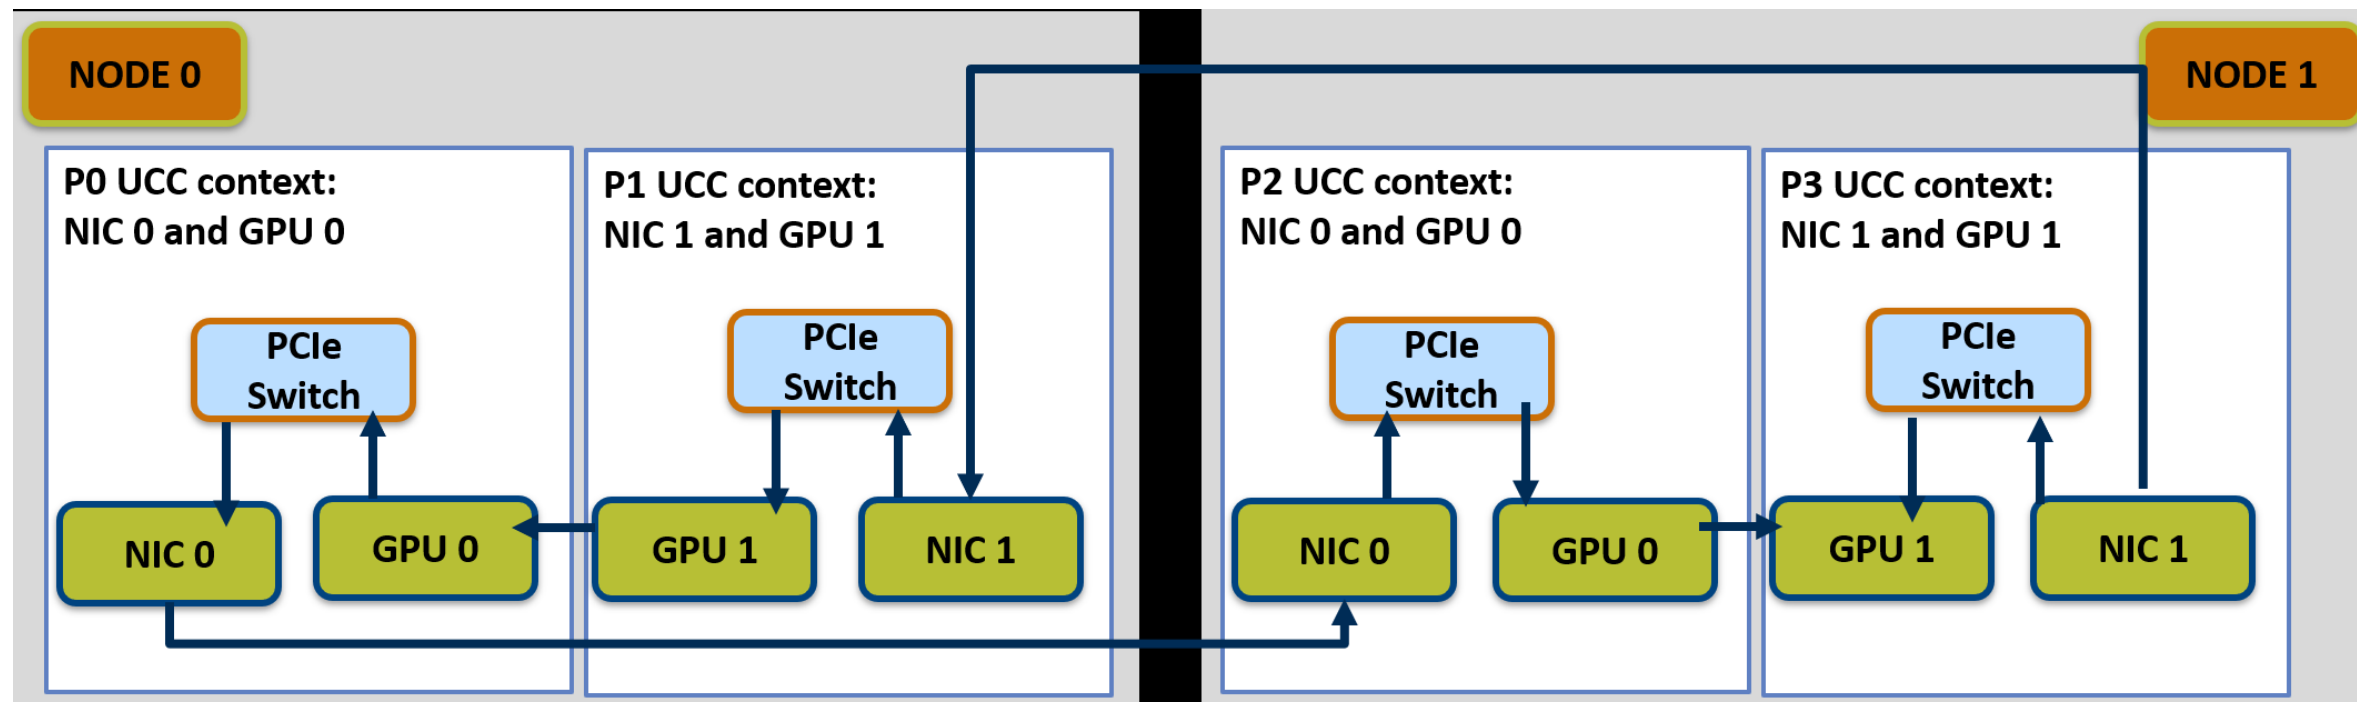 NODE 0
NODE 1
P0 UCC context:
NIC 0 and GPU 0
P1 UCC context:
NIC 1 and GPU 1
P2 UCC context:
NIC 0 and GPU 0
P3 UCC context:
NIC 1 and GPU 1
PCIe
Switch
PCIe
Switch
PCIe
Switch
PCIe
Switch
NIC 0
GPU 0
GPU 1
NIC 1
NIC 0
GPU 0
GPU 1
NIC 1